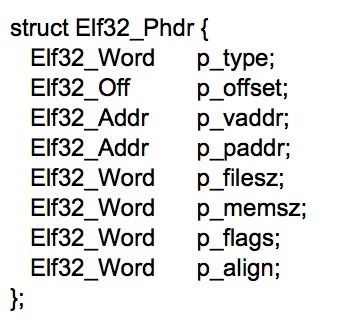 struct Elf32_Phdr {
Elf32_Word p_type;
Elf32_Off p_offset;
Elf32_Addr p_vaddr;
Elf32_Addr p_paddr;
Elf32_Word p_filesz;
Elf32_Word p_memsz;
Elf32_Word p_flags;
Elf32_Word p_align;
};